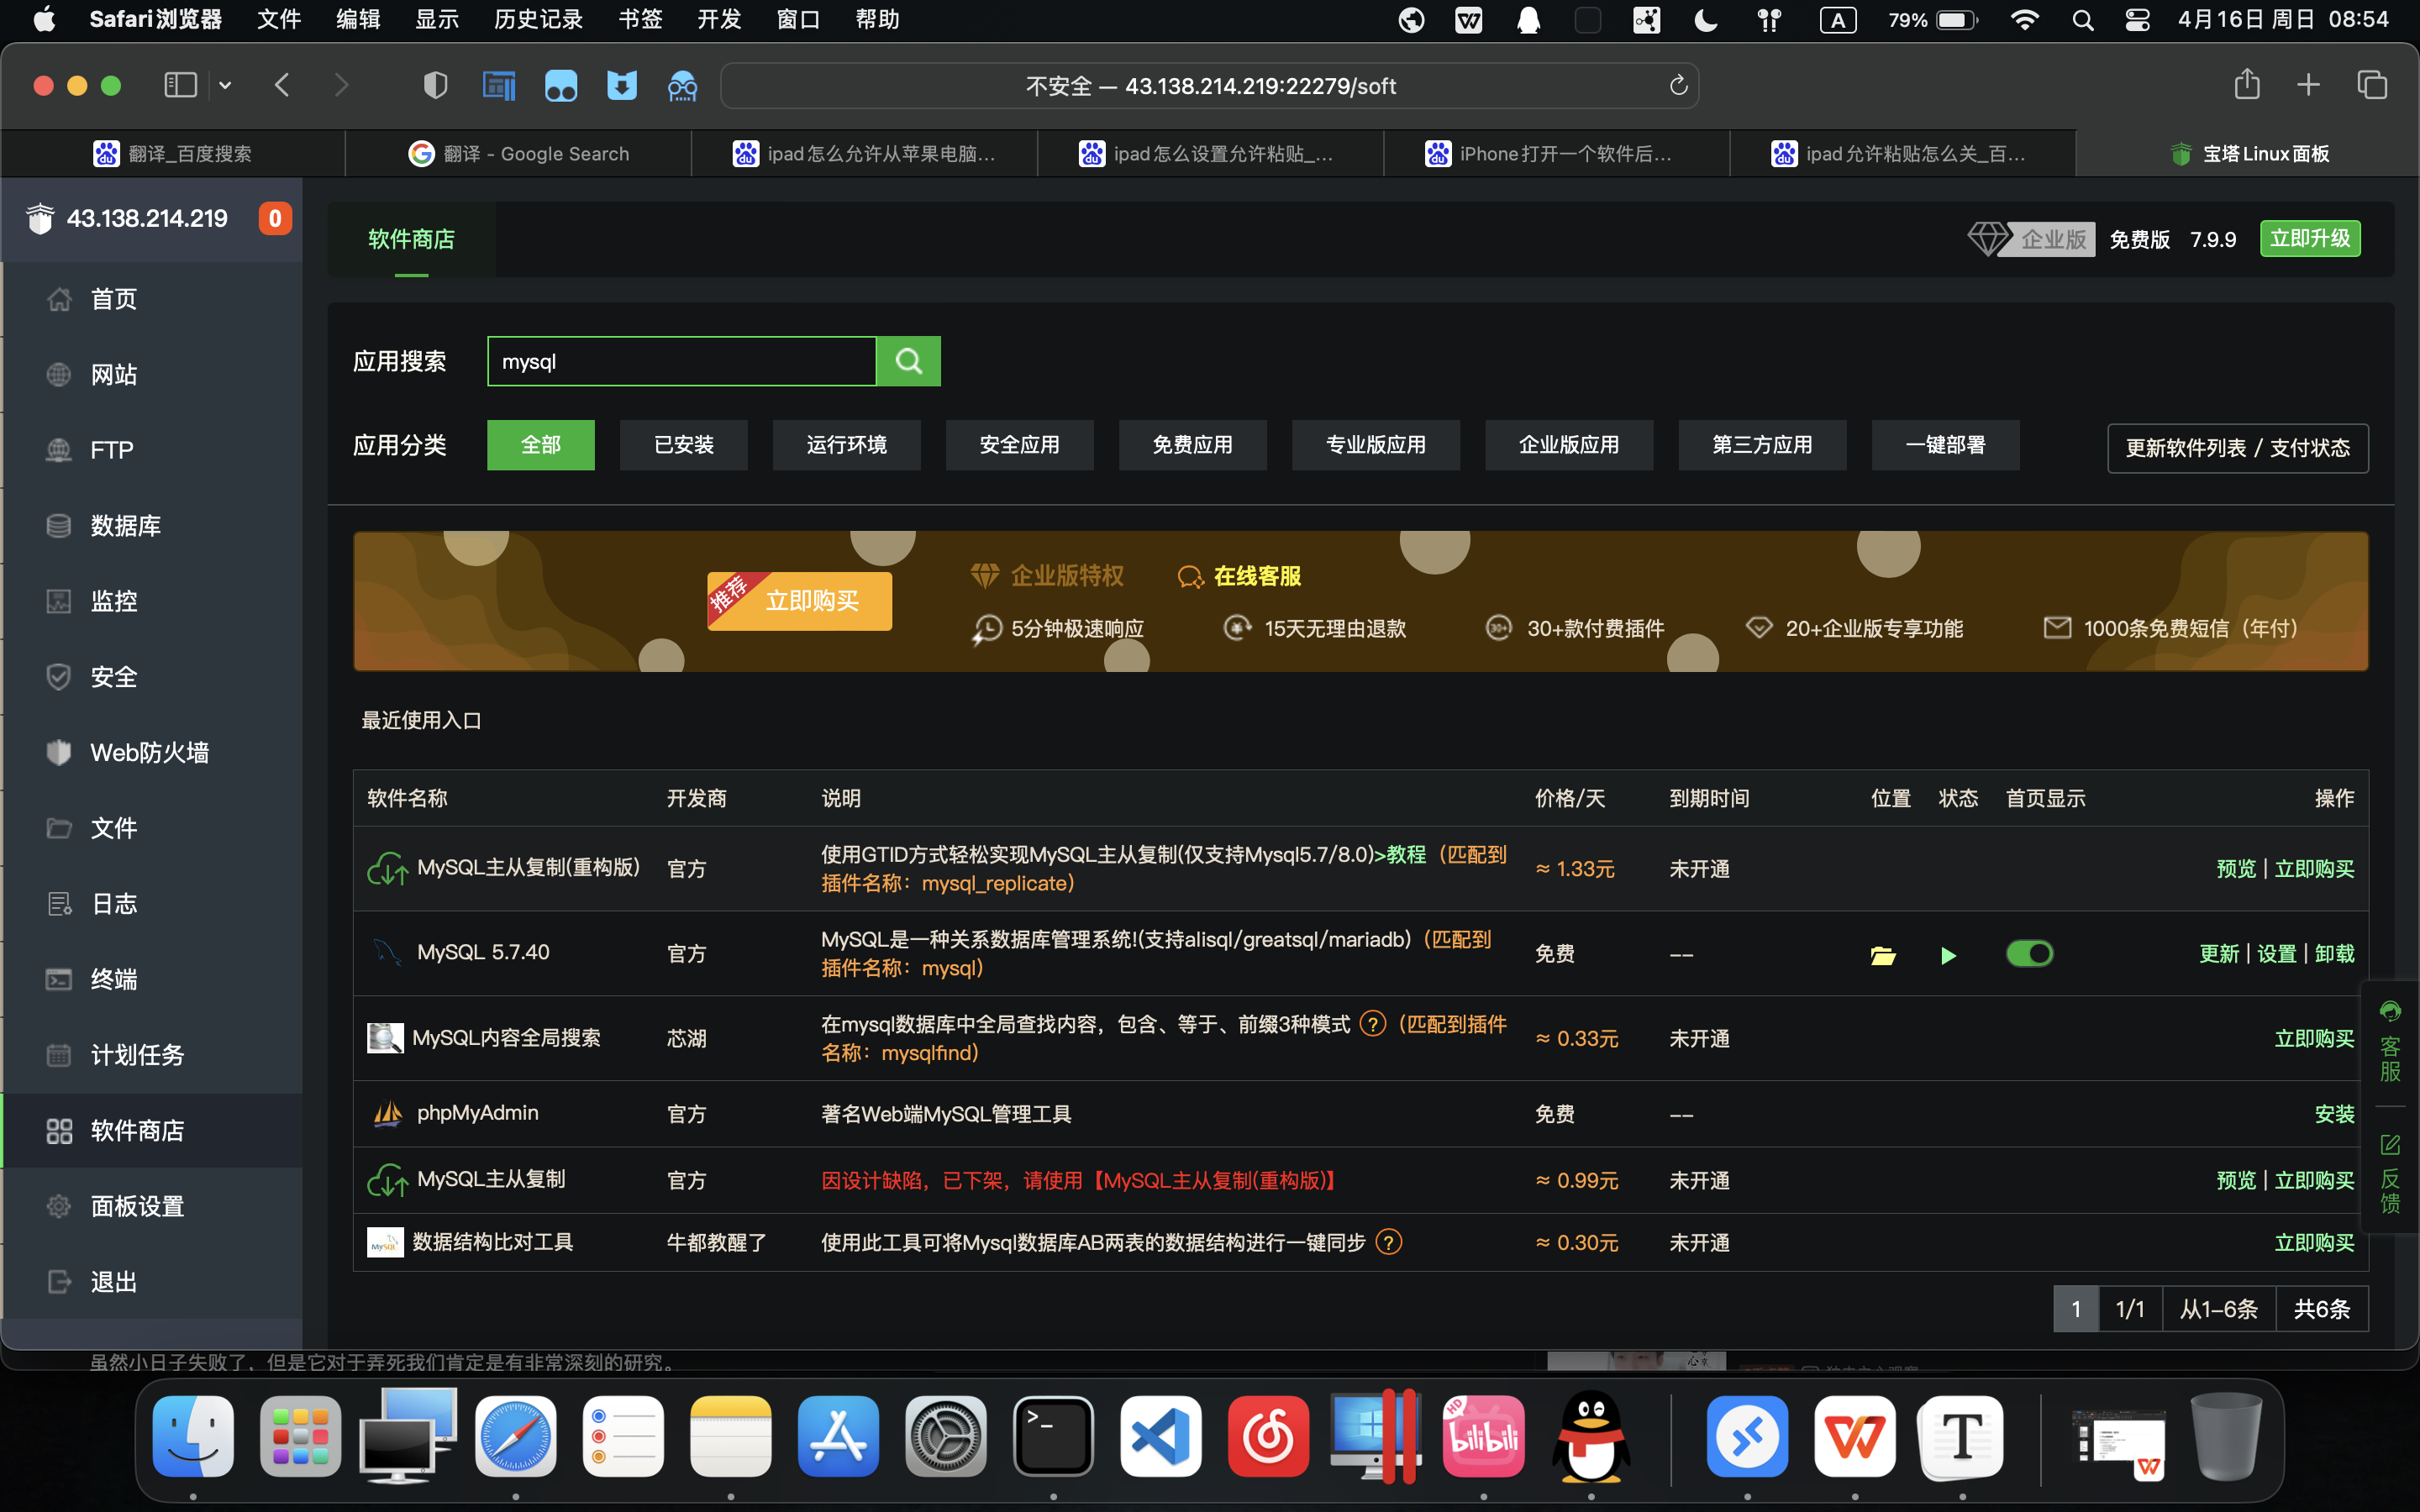 Safari浏览器 文件 编辑 显示 历史记录 书签 开发 窗口 帮助 A 79% 4月16日 周日 08:54
不安全 — 43.138.214.219:22279/soft
翻译_百度搜索 翻译 - Google Search ipad怎么允许从苹果电脑... ipad怎么设置允许粘贴_... iPhone打开一个软件后... ipad允许粘贴怎么关_百... 宝塔Linux面板
43.138.214.219 0
首页
网站
FTP
数据库
监控
安全
Web防火墙
文件
日志
终端
计划任务
软件商店
面板设置
退出
软件商店 企业版 免费版 7.9.9 立即升级
应用搜索 mysql
应用分类 全部 已安装 运行环境 安全应用 免费应用 专业版应用 企业版应用 第三方应用 一键部署 更新软件列表 / 支付状态
推荐 立即购买 企业版特权 在线客服
5分钟极速响应 15天无理由退款 30+款付费插件 20+企业版专享功能 1000条免费短信（年付）
最近使用入口
软件名称 开发商 说明 价格/天 到期时间 位置 状态 首页显示 操作
MySQL主从复制(重构版) 官方 使用GTID方式轻松实现MySQL主从复制(仅支持Mysql5.7/8.0)>教程（匹配到 ≈ 1.33元 未开通 预览 | 立即购买
插件名称：mysql_replicate）
MySQL 5.7.40 官方 MySQL是一种关系数据库管理系统!(支持alisql/greatsql/mariadb)（匹配到 免费 -- 更新 | 设置 | 卸载
插件名称：mysql）
MySQL内容全局搜索 芯湖 在mysql数据库中全局查找内容，包含、等于、前缀3种模式 ?（匹配到插件 ≈ 0.33元 未开通 立即购买
名称：mysqlfind）
phpMyAdmin 官方 著名Web端MySQL管理工具 免费 -- 安装
MySQL主从复制 官方 因设计缺陷，已下架，请使用【MySQL主从复制(重构版)】 ≈ 0.99元 未开通 预览 | 立即购买
MySQL 数据结构比对工具 牛都教醒了 使用此工具可将Mysql数据库AB两表的数据结构进行一键同步 ? ≈ 0.30元 未开通 立即购买
1 1/1 从1-6条 共6条
客服
反馈
虽然小日子失败了，但是它对于弄死我们肯定是有非常深刻的研究。
HD bilibili
T